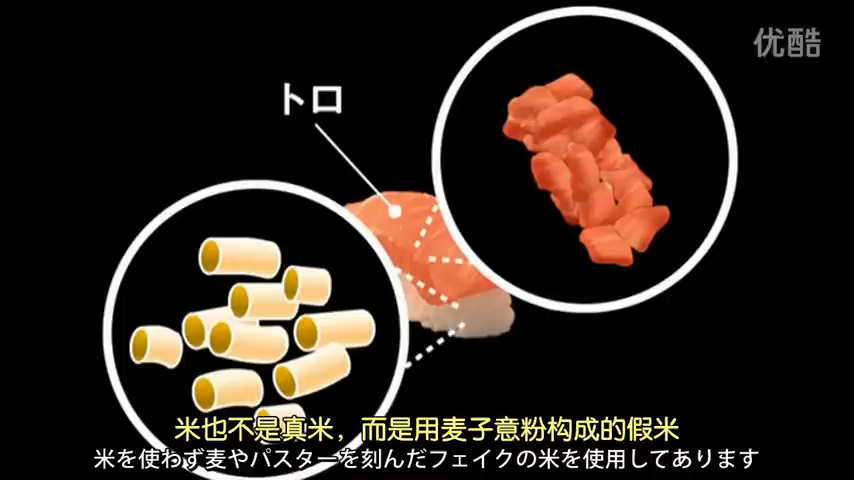 优酷
トロ
米也不是真米，而是用麦子意粉构成的假米
米を使わず麦やパスターを刻んだフェイクの米を使用してあります